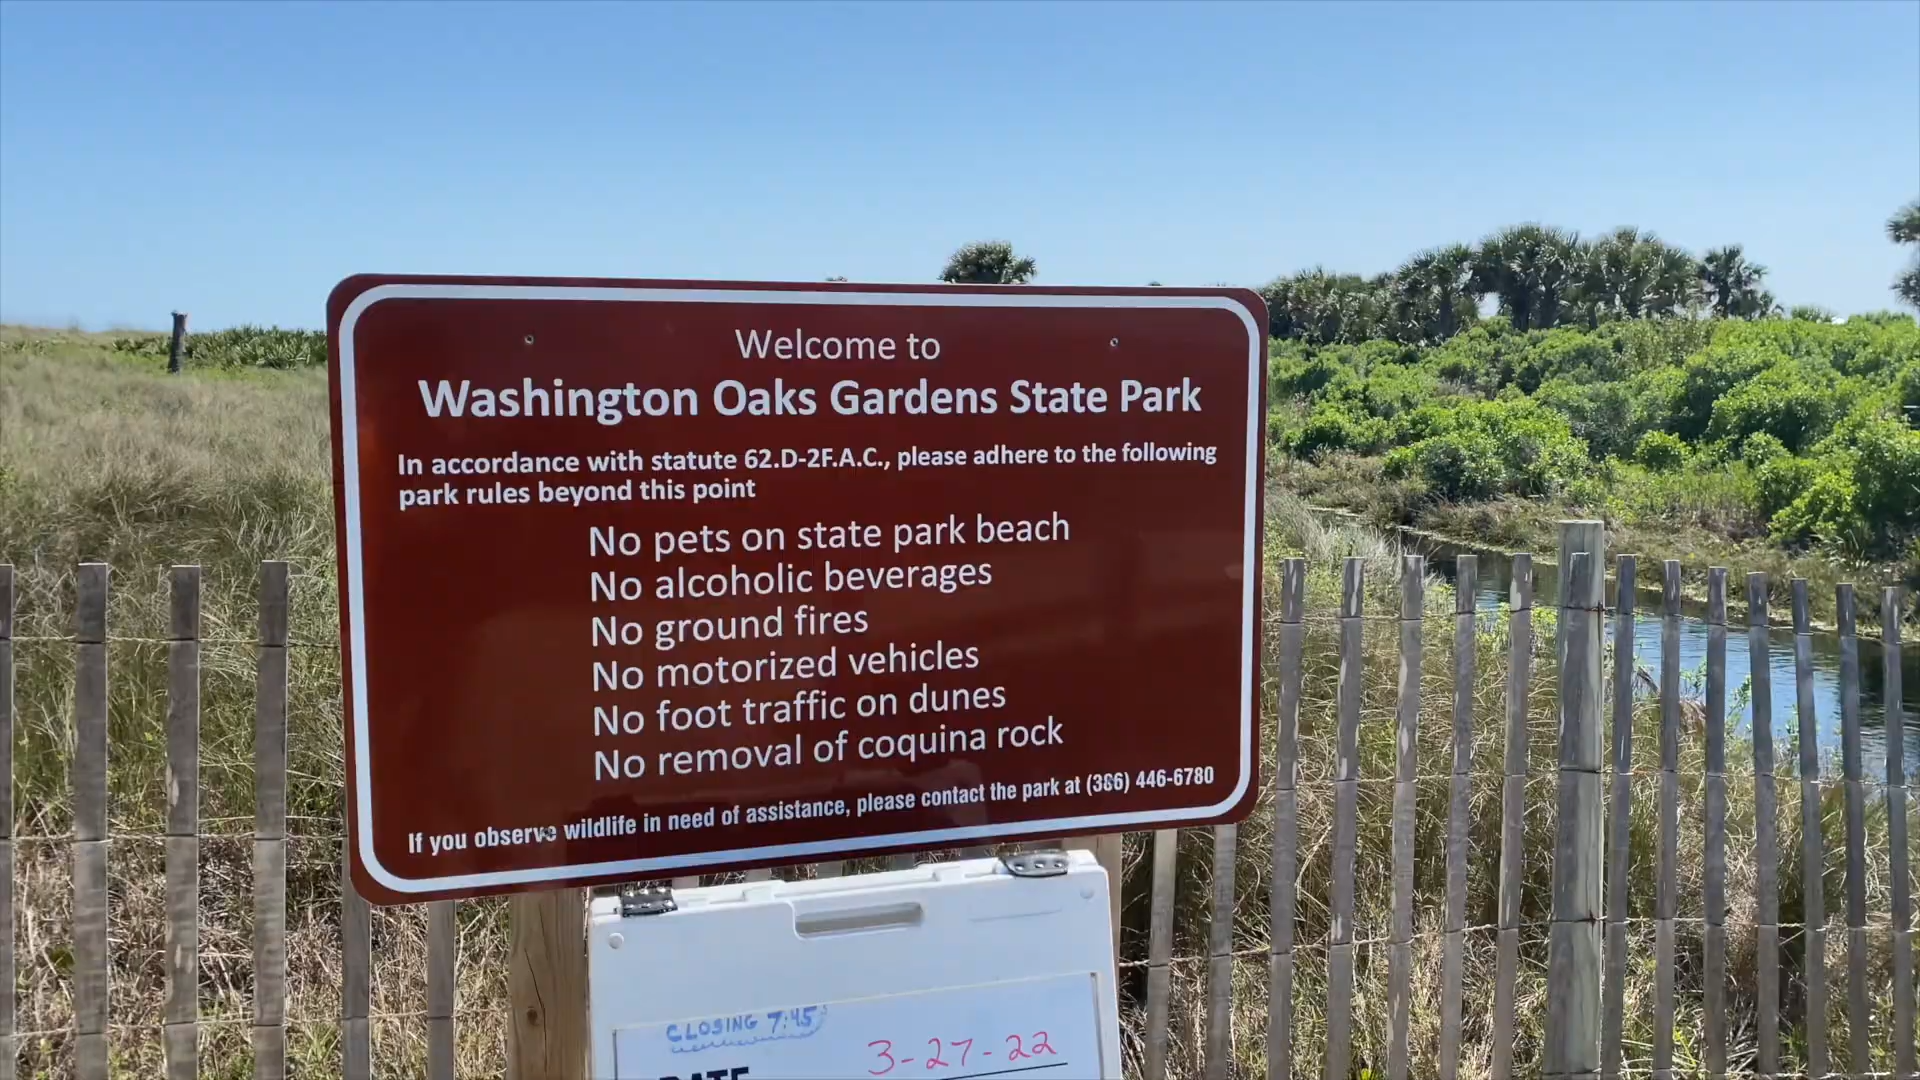 Welcome to
Washington Oaks Gardens State Park
In accordance with statute 62.D-2F.A.C., please adhere to the following
park rules beyond this point
No pets on state park beach
No alcoholic beverages
No ground fires
No motorized vehicles
No foot traffic on dunes
No removal of coquina rock
If you observe wildlife in need of assistance, please contact the park at (386) 446-6780
CLOSING 7:45
DATE 3-27-22